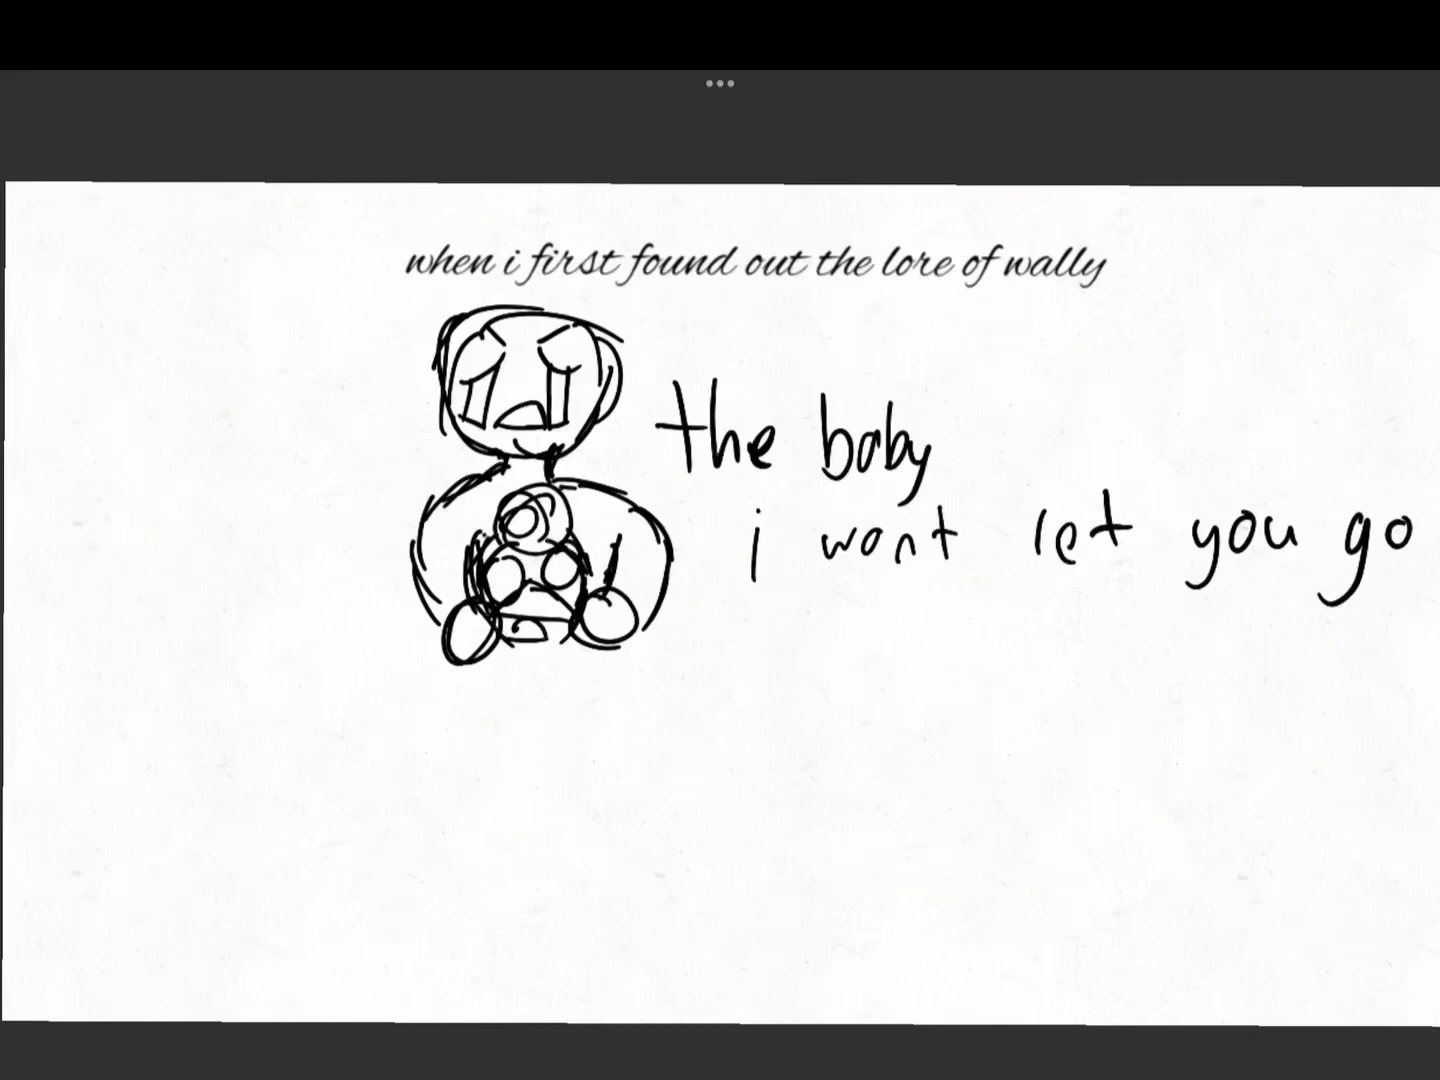 when i first found out the lore of wally
the baby
i wont let you go